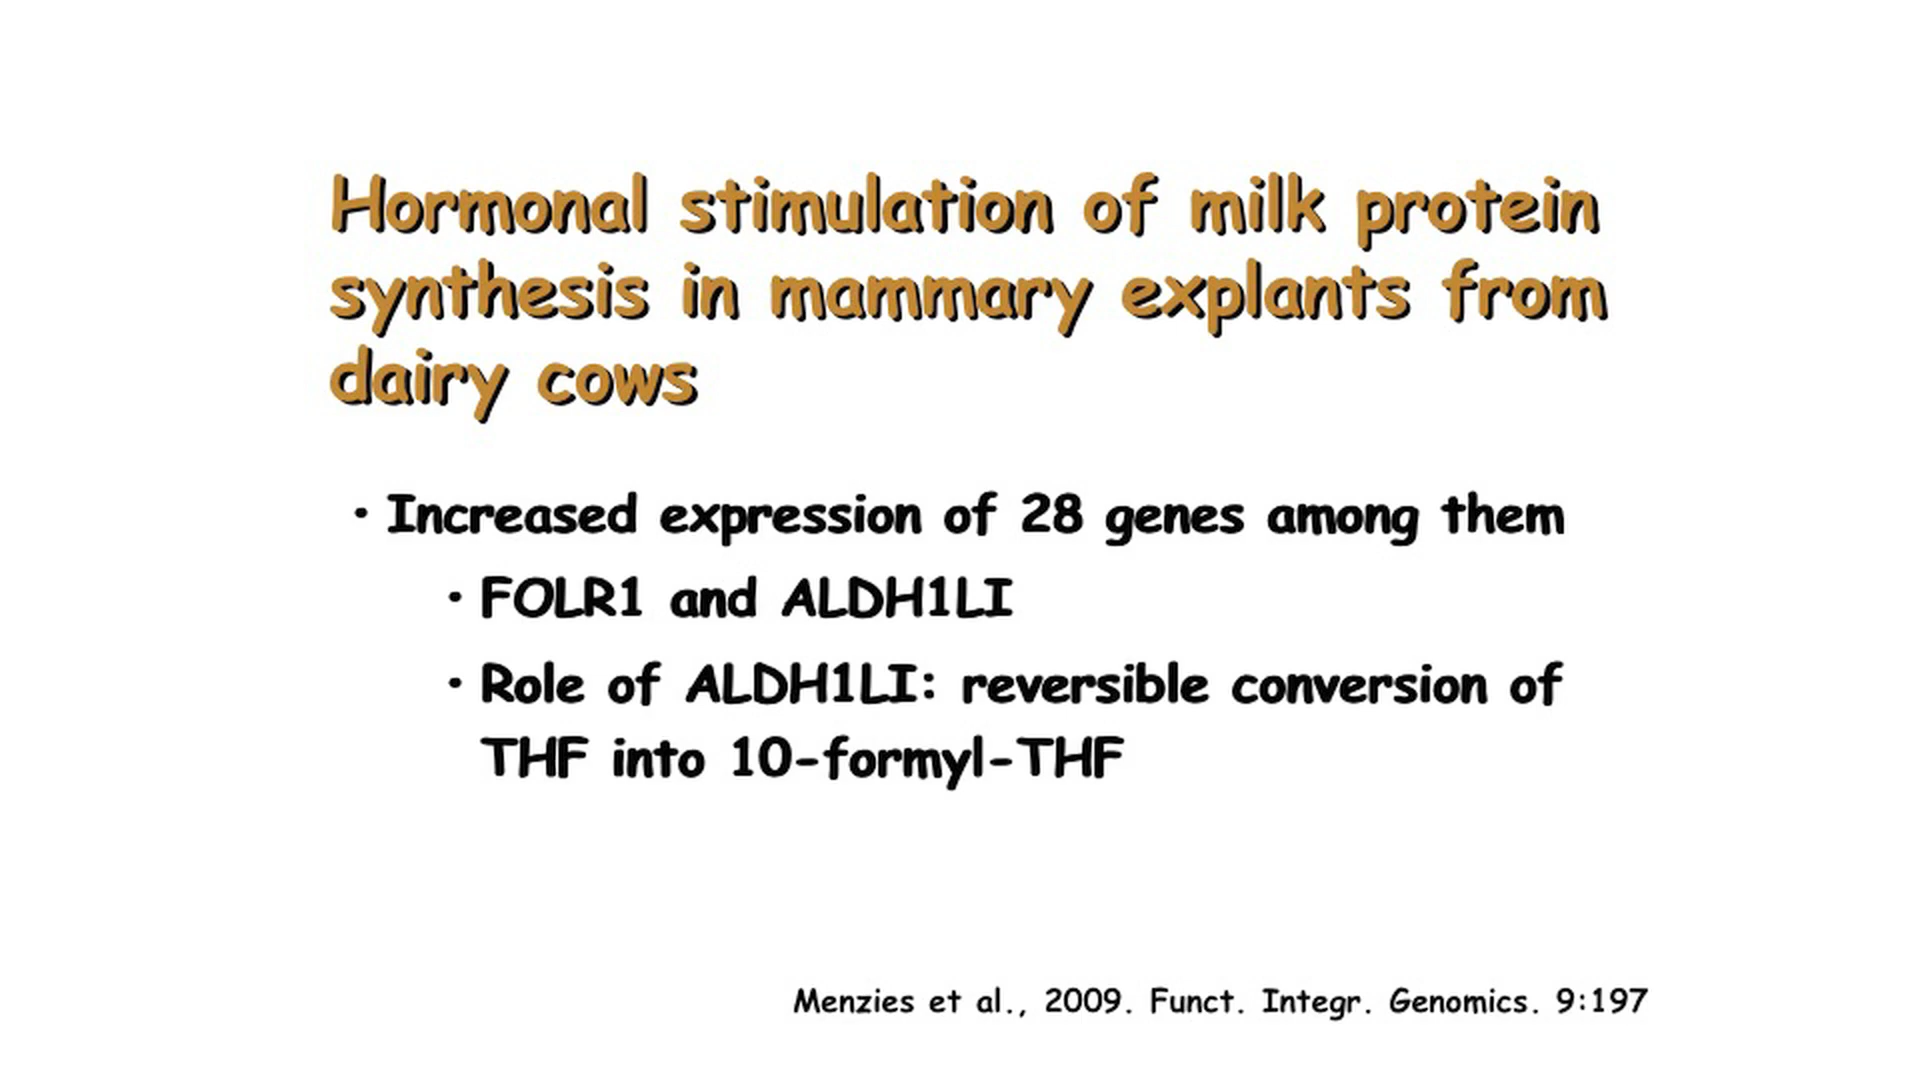 Hormonal stimulation of milk protein
synthesis in mammary explants from
dairy cows
• Increased expression of 28 genes among them
• FOLR1 and ALDH1LI
• Role of ALDH1LI: reversible conversion of
THF into 10-formyl-THF
Menzies et al., 2009. Funct. Integr. Genomics. 9:197